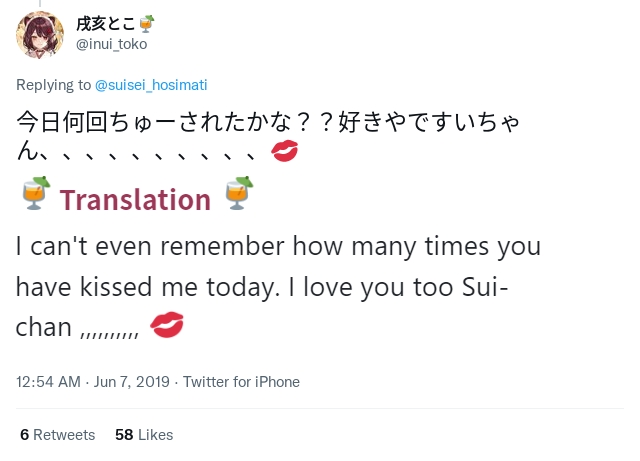 戌亥とこ🍹
@inui_toko
Replying to @suisei_hosimati
今日何回ちゅーされたかな？？好きやですいちゃ
ん、、、、、、、、、、💋
🍹 Translation 🍹
I can't even remember how many times you
have kissed me today. I love you too Sui-
chan ,,,,,,,,,, 💋
12:54 AM · Jun 7, 2019 · Twitter for iPhone
6 Retweets 58 Likes